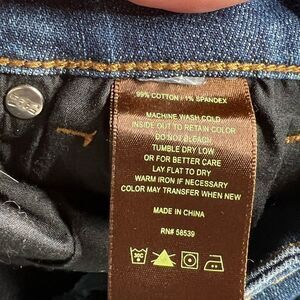 99% COTTON / 1% SPANDEX
MACHINE WASH COLD
INSIDE OUT TO RETAIN COLOR
DO NOT BLEACH
TUMBLE DRY LOW
OR FOR BETTER CARE
LAY FLAT TO DRY
WARM IRON IF NECESSARY
COLOR MAY TRANSFER WHEN NEW
MADE IN CHINA
RN# 58539